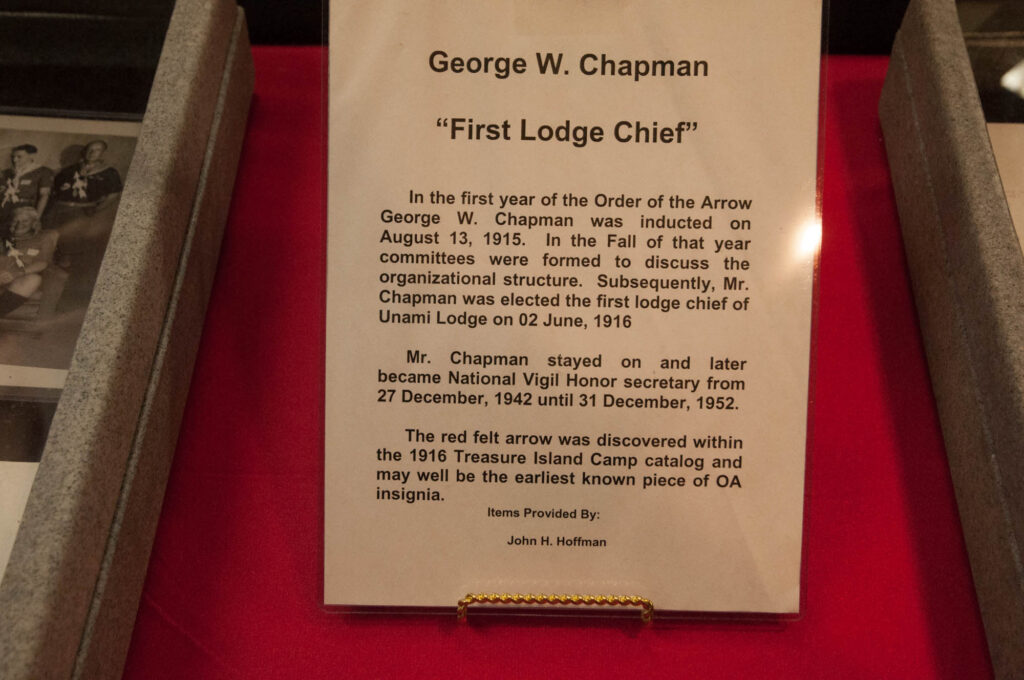 George W. Chapman
“First Lodge Chief”
In the first year of the Order of the Arrow
George W. Chapman was inducted on
August 13, 1915. In the Fall of that year
committees were formed to discuss the
organizational structure. Subsequently, Mr.
Chapman was elected the first lodge chief of
Unami Lodge on 02 June, 1916
Mr. Chapman stayed on and later
became National Vigil Honor secretary from
27 December, 1942 until 31 December, 1952.
The red felt arrow was discovered within
the 1916 Treasure Island Camp catalog and
may well be the earliest known piece of OA
insignia.
Items Provided By:
John H. Hoffman